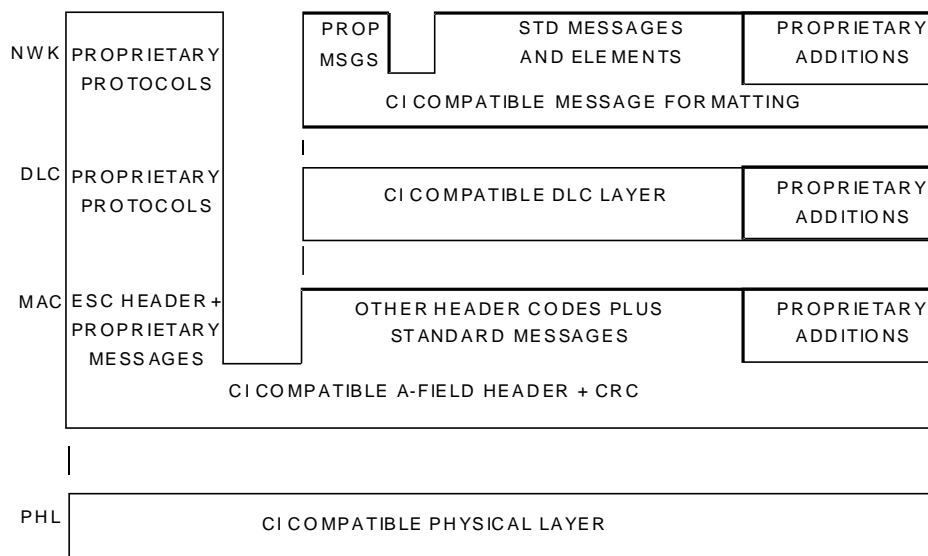 NWK
PROPRIETARY
PROTOCOLS
PROP
MSGS
STD MESSAGES
AND ELEMENTS
PROPRIETARY
ADDITIONS
CI COMPATIBLE MESSAGE FORMATTING
DLC
PROPRIETARY
PROTOCOLS
CI COMPATIBLE DLC LAYER
PROPRIETARY
ADDITIONS
MAC
ESC HEADER +
PROPRIETARY
MESSAGES
OTHER HEADER CODES PLUS
STANDARD MESSAGES
PROPRIETARY
ADDITIONS
CI COMPATIBLE A-FIELD HEADER + CRC
PHL
CI COMPATIBLE PHYSICAL LAYER